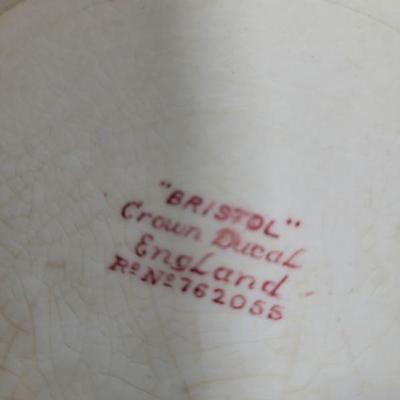 "BRISTOL"
Crown Ducal
England
Rᴰ Nº 762055